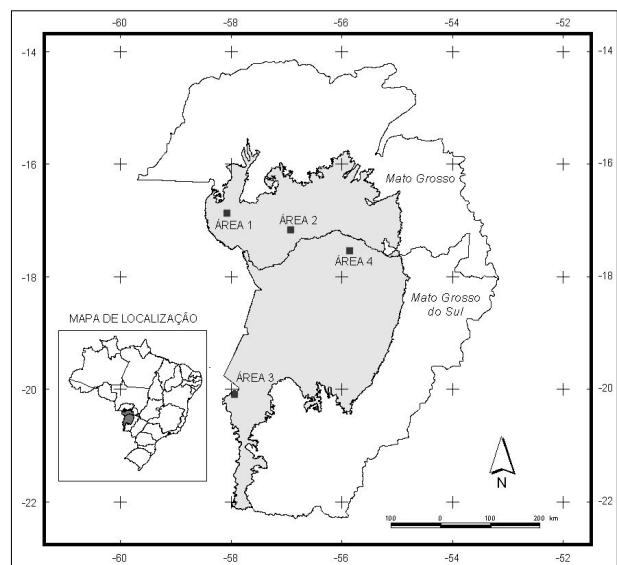 -60 -58 -56 -54 -52
-14 -14
-16 -16
Mato Grosso
ÁREA 1
ÁREA 2
ÁREA 4
-18 -18
Mato Grosso
do Sul
MAPA DE LOCALIZAÇÃO
ÁREA 3
-20 -20
N
-22 -22
100 0 100 200 km
-60 -58 -56 -54 -52